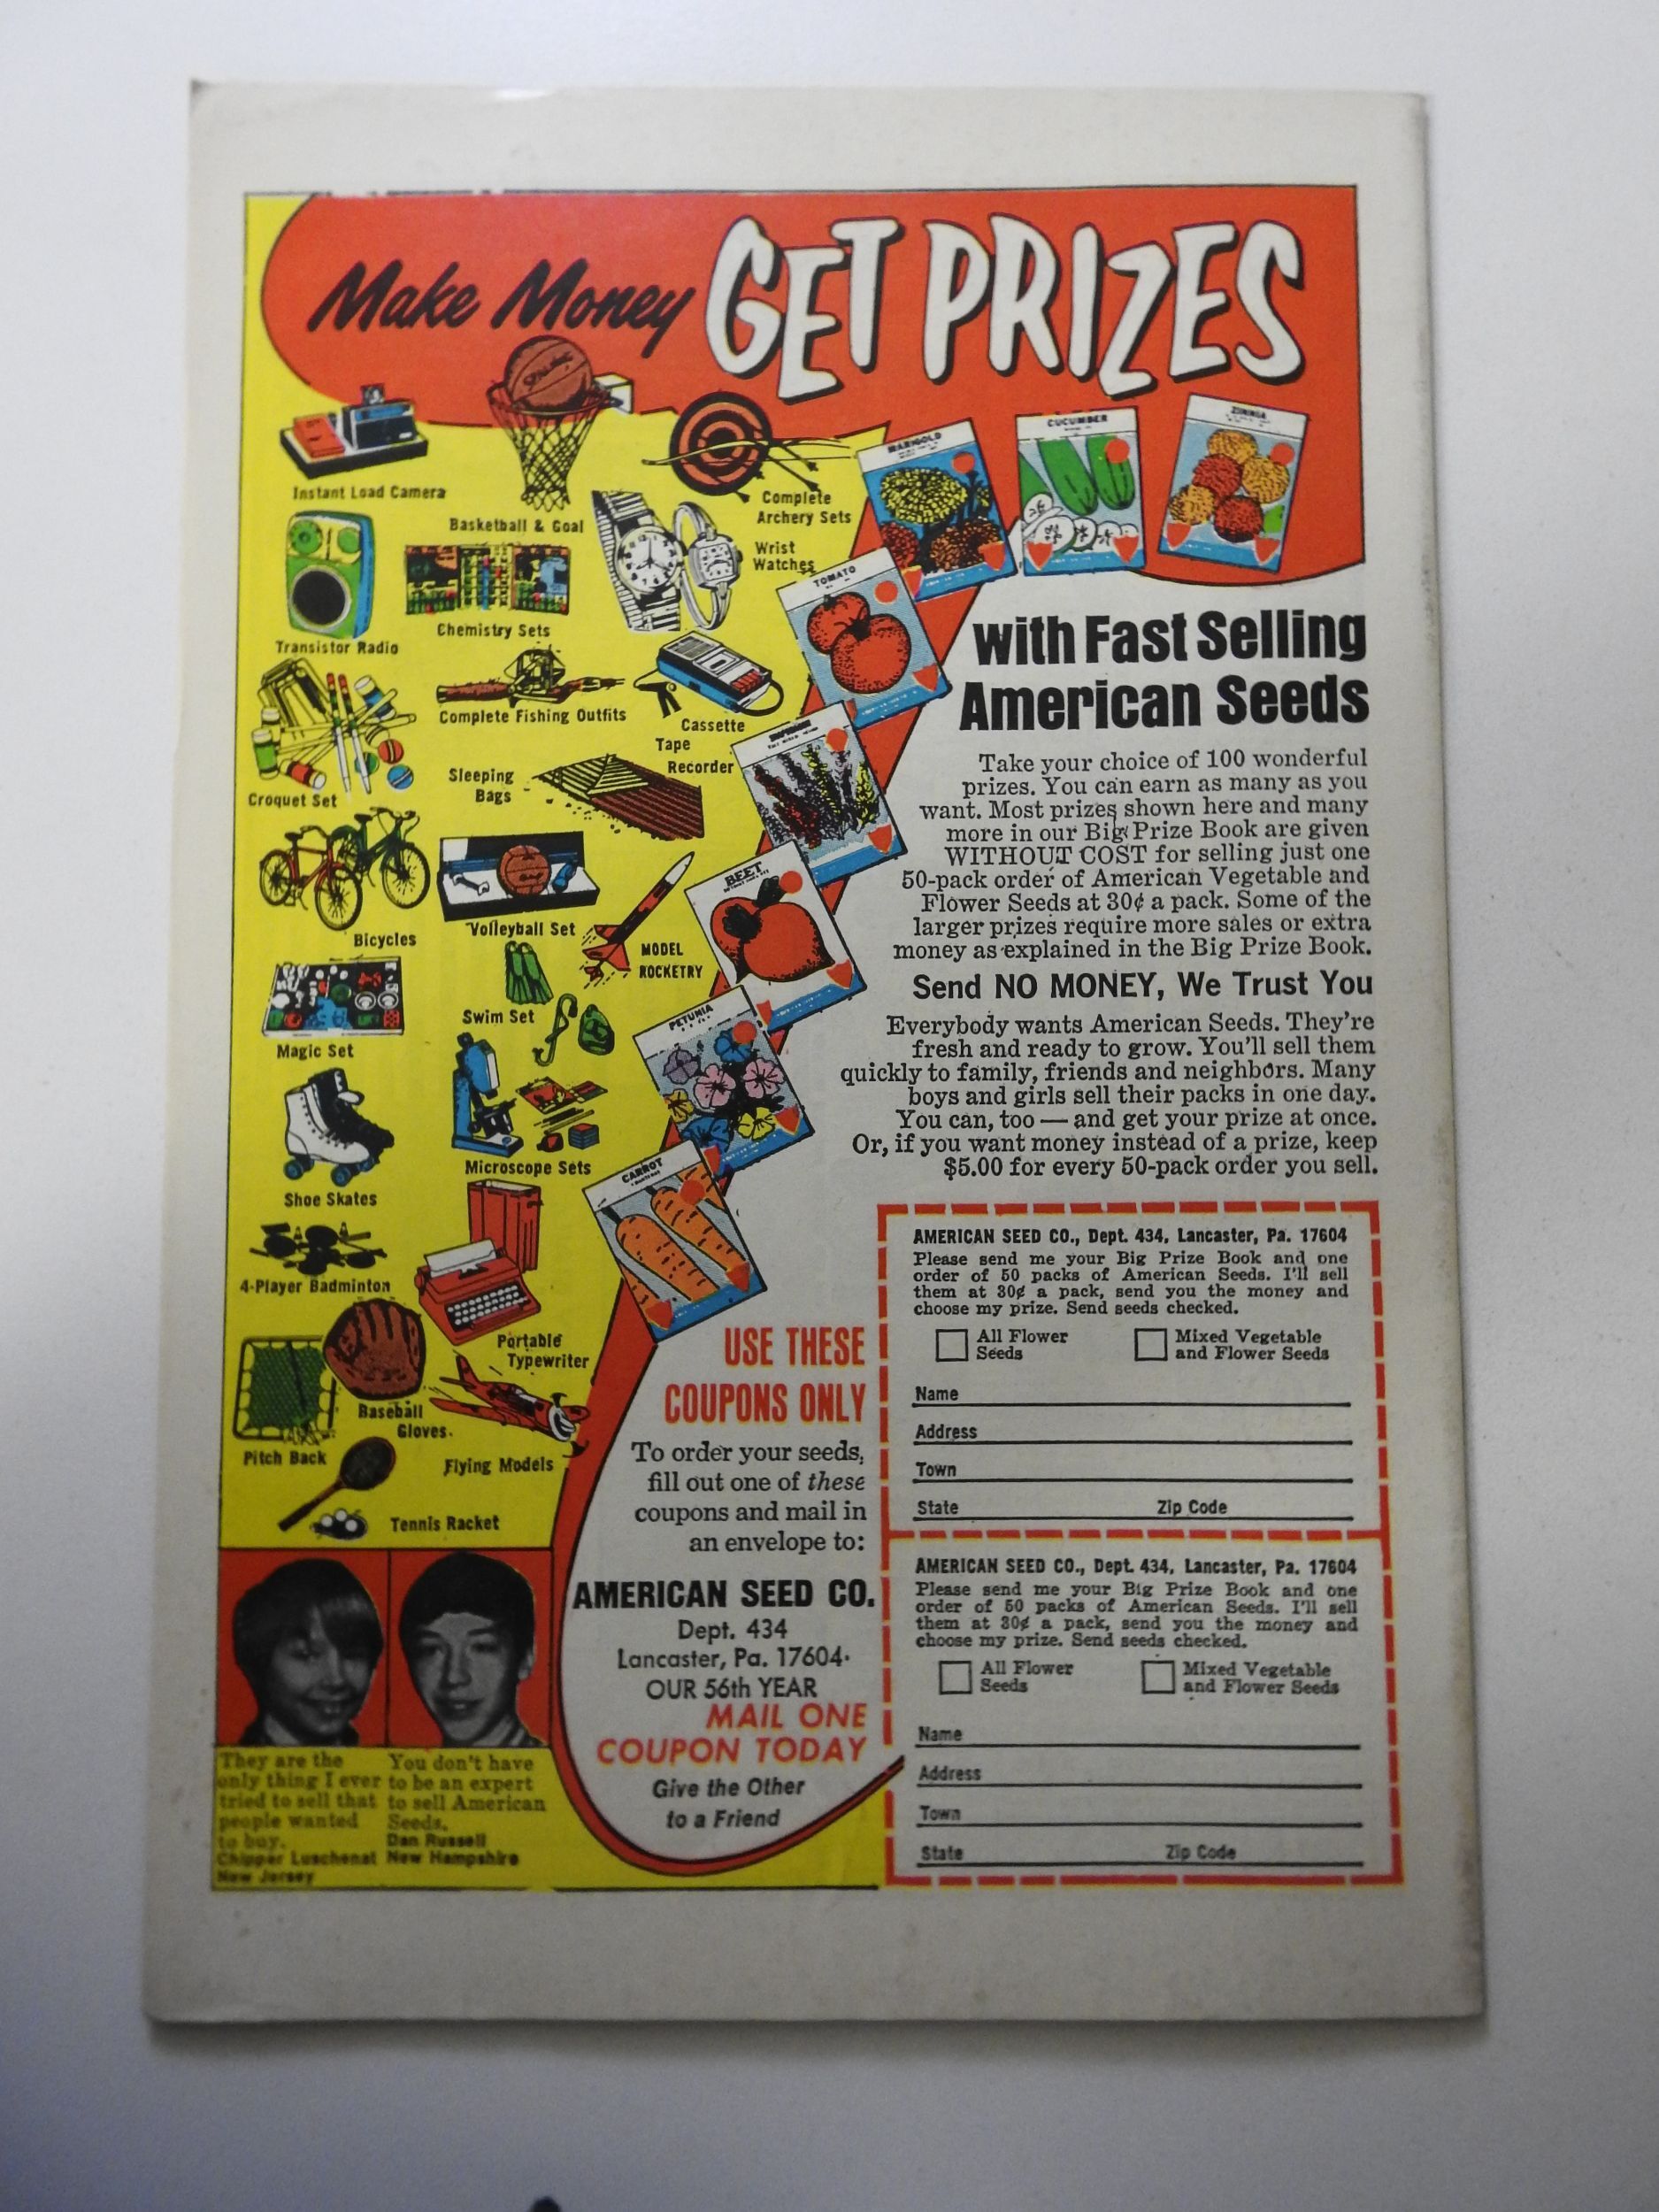 Make Money GET PRIZES
SPALDING
Instant Load Camera
Basketball & Goal
Complete
Archery Sets
Transistor Radio
Chemistry Sets
Wrist
Watches
Croquet Set
Complete Fishing Outfits
Cassette
Tape
Recorder
Sleeping
Bags
Bicycles
Volleyball Set
MODEL
ROCKETRY
Magic Set
Swim Set
Shoe Skates
Microscope Sets
4-Player Badminton
Portable
Typewriter
Pitch Back
Baseball
Gloves
Flying Models
Tennis Racket
MARIGOLD
CUCUMBER
ZINNIA
TOMATO
BEET
PETUNIA
CARROT
with Fast Selling
American Seeds
Take your choice of 100 wonderful
prizes. You can earn as many as you
want. Most prizes shown here and many
more in our Big Prize Book are given
WITHOUT COST for selling just one
50-pack order of American Vegetable and
Flower Seeds at 30¢ a pack. Some of the
larger prizes require more sales or extra
money as explained in the Big Prize Book.
Send NO MONEY, We Trust You
Everybody wants American Seeds. They're
fresh and ready to grow. You'll sell them
quickly to family, friends and neighbors. Many
boys and girls sell their packs in one day.
You can, too — and get your prize at once.
Or, if you want money instead of a prize, keep
$5.00 for every 50-pack order you sell.
USE THESE
COUPONS ONLY
To order your seeds,
fill out one of these
coupons and mail in
an envelope to:
AMERICAN SEED CO.
Dept. 434
Lancaster, Pa. 17604
OUR 56th YEAR
MAIL ONE
COUPON TODAY
Give the Other
to a Friend
AMERICAN SEED CO., Dept. 434, Lancaster, Pa. 17604
Please send me your Big Prize Book and one
order of 50 packs of American Seeds. I'll sell
them at 30¢ a pack, send you the money and
choose my prize. Send seeds checked.
All Flower
Seeds
Mixed Vegetable
and Flower Seeds
Name
Address
Town
State Zip Code
AMERICAN SEED CO., Dept. 434, Lancaster, Pa. 17604
Please send me your Big Prize Book and one
order of 50 packs of American Seeds. I'll sell
them at 30¢ a pack, send you the money and
choose my prize. Send seeds checked.
All Flower
Seeds
Mixed Vegetable
and Flower Seeds
Name
Address
Town
State Zip Code
They are the
only thing I ever
tried to sell that
people wanted
to buy.
Chipper Luschenat
New Jersey
You don't have
to be an expert
to sell American
Seeds.
Dan Russell
New Hampshire